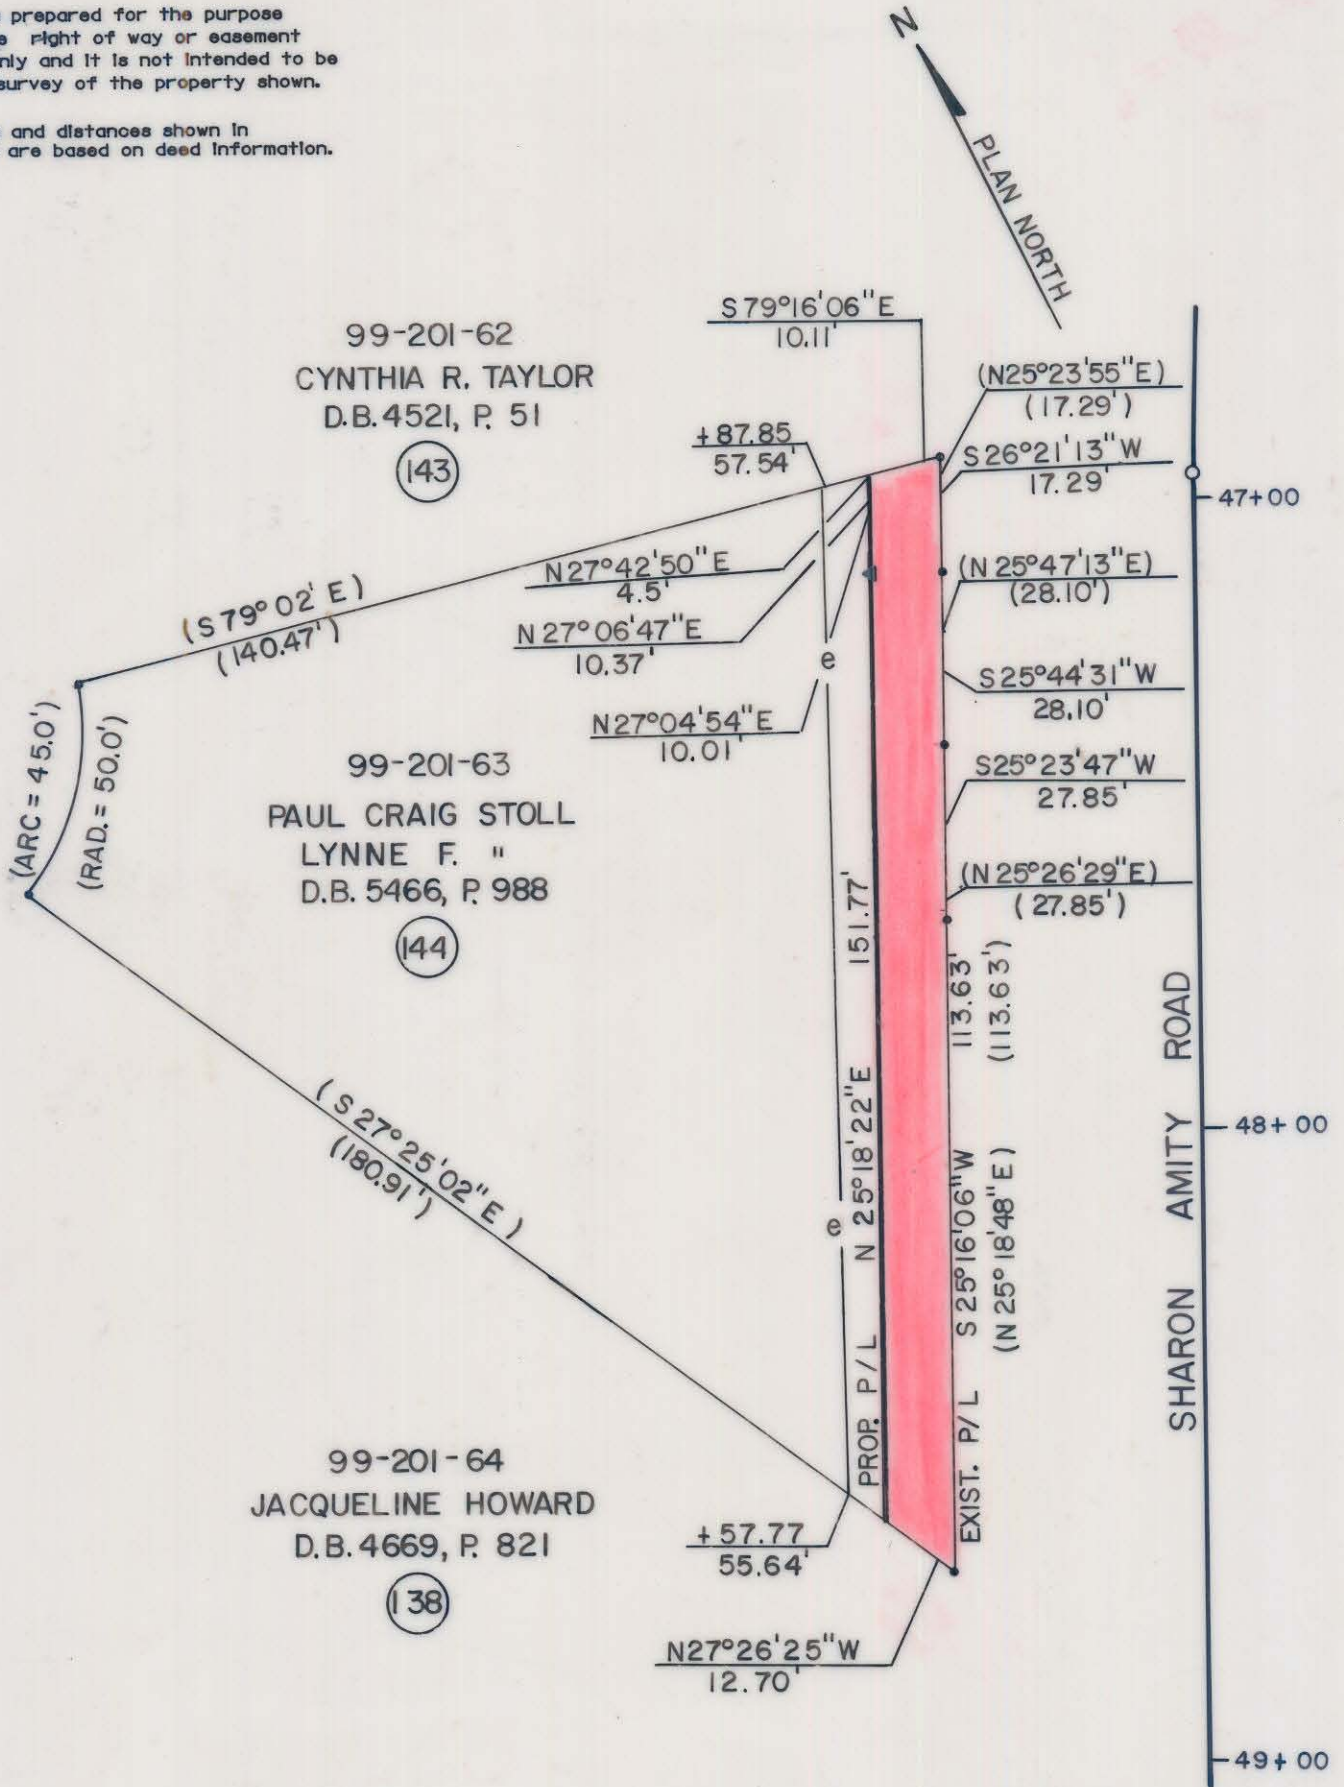 prepared for the purpose
right of way or easement
and it is not intended to be
survey of the property shown.
and distances shown in
are based on deed information.
N
PLAN NORTH
S79°16'06"E
10.11'
99-201-62
CYNTHIA R. TAYLOR
D.B. 4521, P. 51
143
(N25°23'55"E)
(17.29')
+87.85
57.54'
S26°21'13"W
17.29'
47+00
N27°42'50"E
4.5'
(N25°47'13"E)
(28.10')
(S79°02' E)
(140.47')
N27°06'47"E
10.37'
e
S25°44'31"W
28.10'
N27°04'54"E
10.01'
(ARC = 45.0')
(RAD. = 50.0')
99-201-63
PAUL CRAIG STOLL
LYNNE F. "
D.B. 5466, P. 988
144
S25°23'47"W
27.85'
(N25°26'29"E)
(27.85')
PROP. P/L N 25°18'22"E 151.77'
EXIST. P/L S 25°16'06"W 113.63'
(N 25°18'48"E) (113.63')
SHARON AMITY ROAD
48+00
(S 27°25'02"E)
(180.91')
e
99-201-64
JACQUELINE HOWARD
D.B. 4669, P. 821
138
+57.77
55.64'
N27°26'25"W
12.70'
49+00